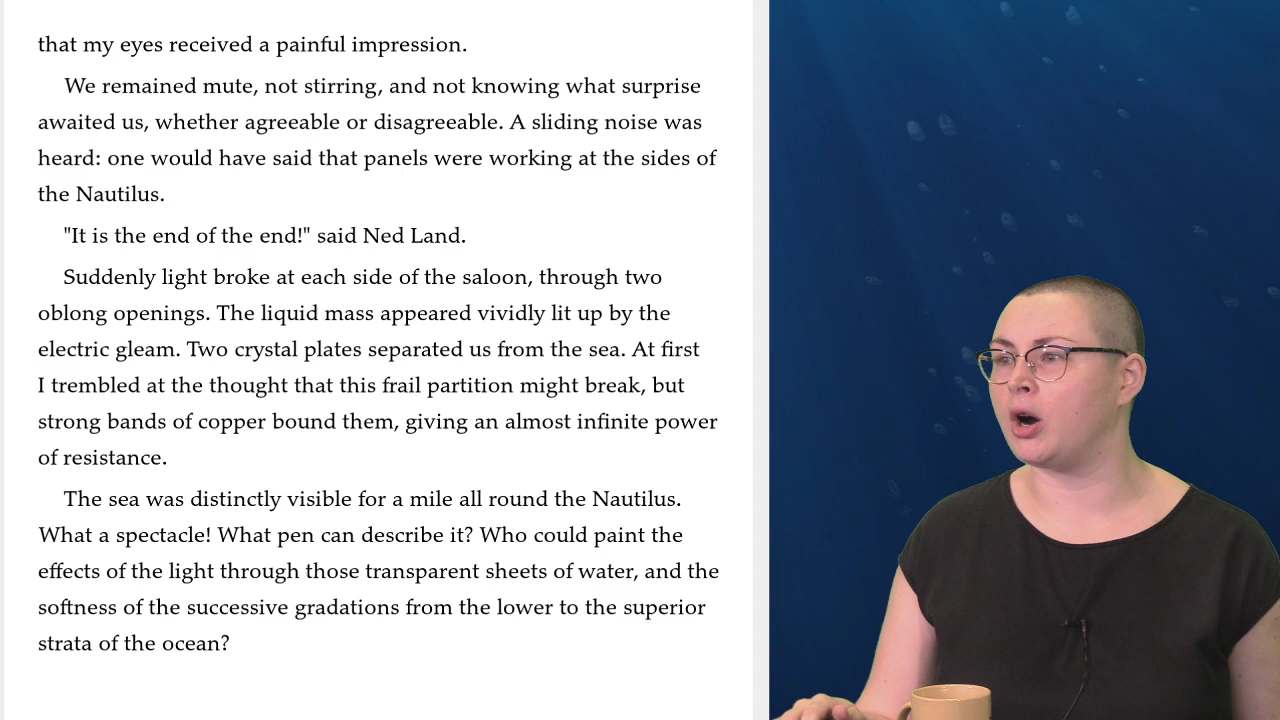 that my eyes received a painful impression.
We remained mute, not stirring, and not knowing what surprise
awaited us, whether agreeable or disagreeable. A sliding noise was
heard: one would have said that panels were working at the sides of
the Nautilus.
"It is the end of the end!" said Ned Land.
Suddenly light broke at each side of the saloon, through two
oblong openings. The liquid mass appeared vividly lit up by the
electric gleam. Two crystal plates separated us from the sea. At first
I trembled at the thought that this frail partition might break, but
strong bands of copper bound them, giving an almost infinite power
of resistance.
The sea was distinctly visible for a mile all round the Nautilus.
What a spectacle! What pen can describe it? Who could paint the
effects of the light through those transparent sheets of water, and the
softness of the successive gradations from the lower to the superior
strata of the ocean?